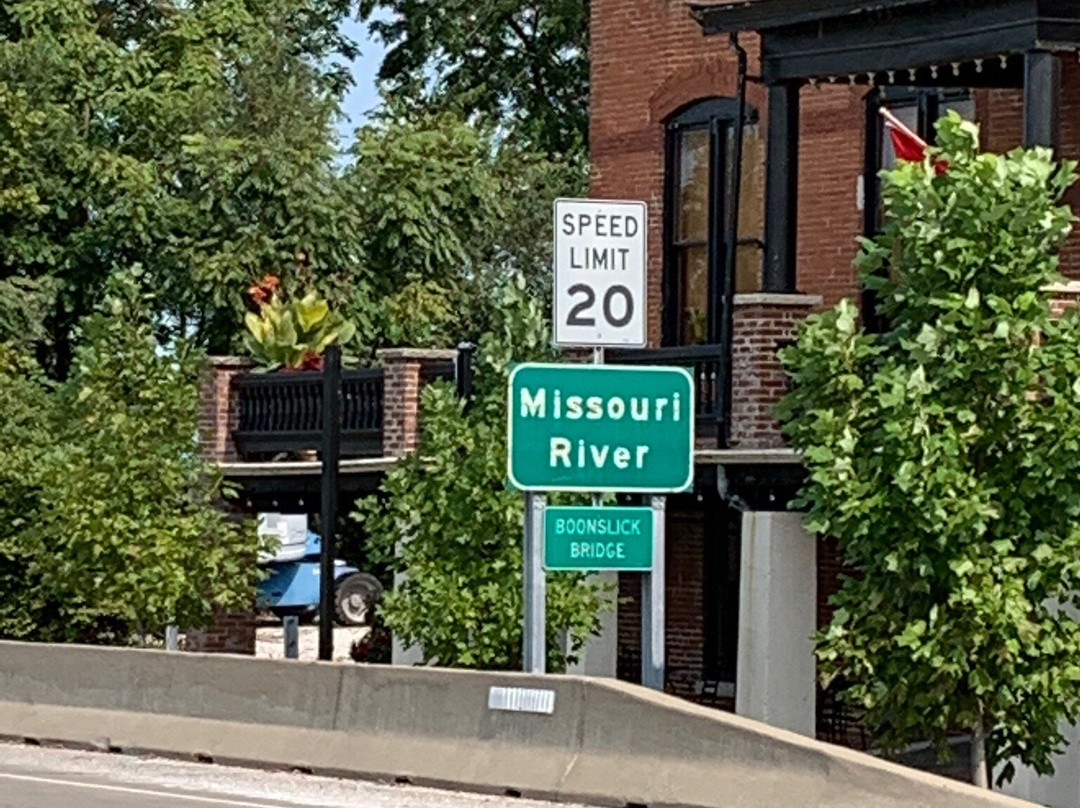 SPEED
LIMIT
20
Missouri
River
BOONSLICK
BRIDGE